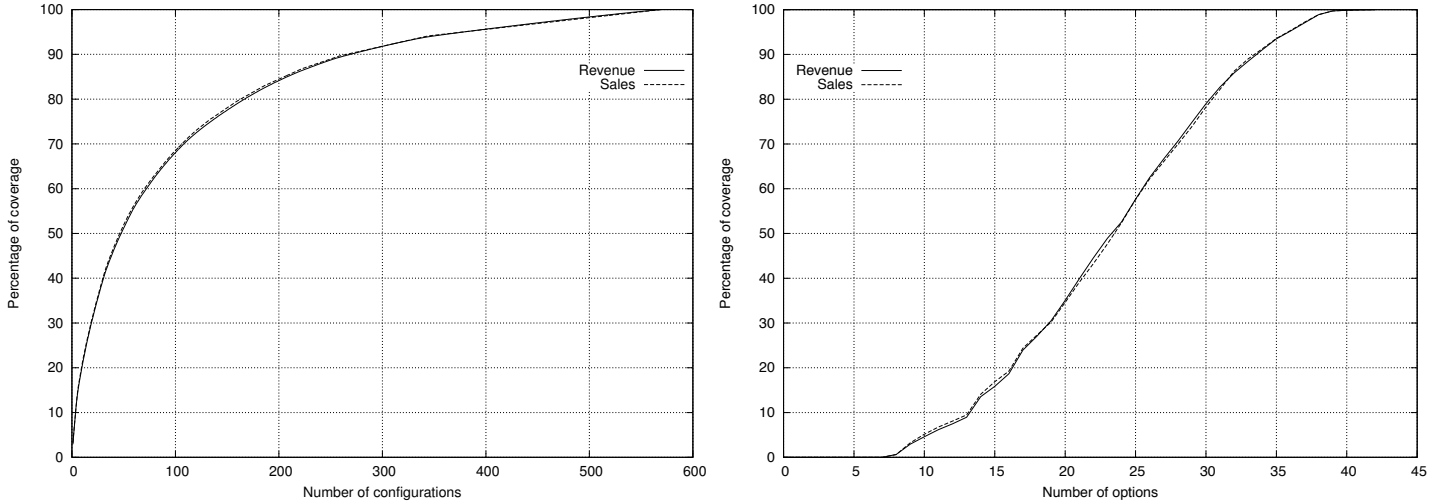 100
90
80
70
60
50
40
30
20
10
0
Percentage of coverage
Revenue
Sales
0 100 200 300 400 500 600
Number of configurations
100
90
80
70
60
50
40
30
20
10
0
Percentage of coverage
Revenue
Sales
0 5 10 15 20 25 30 35 40 45
Number of options